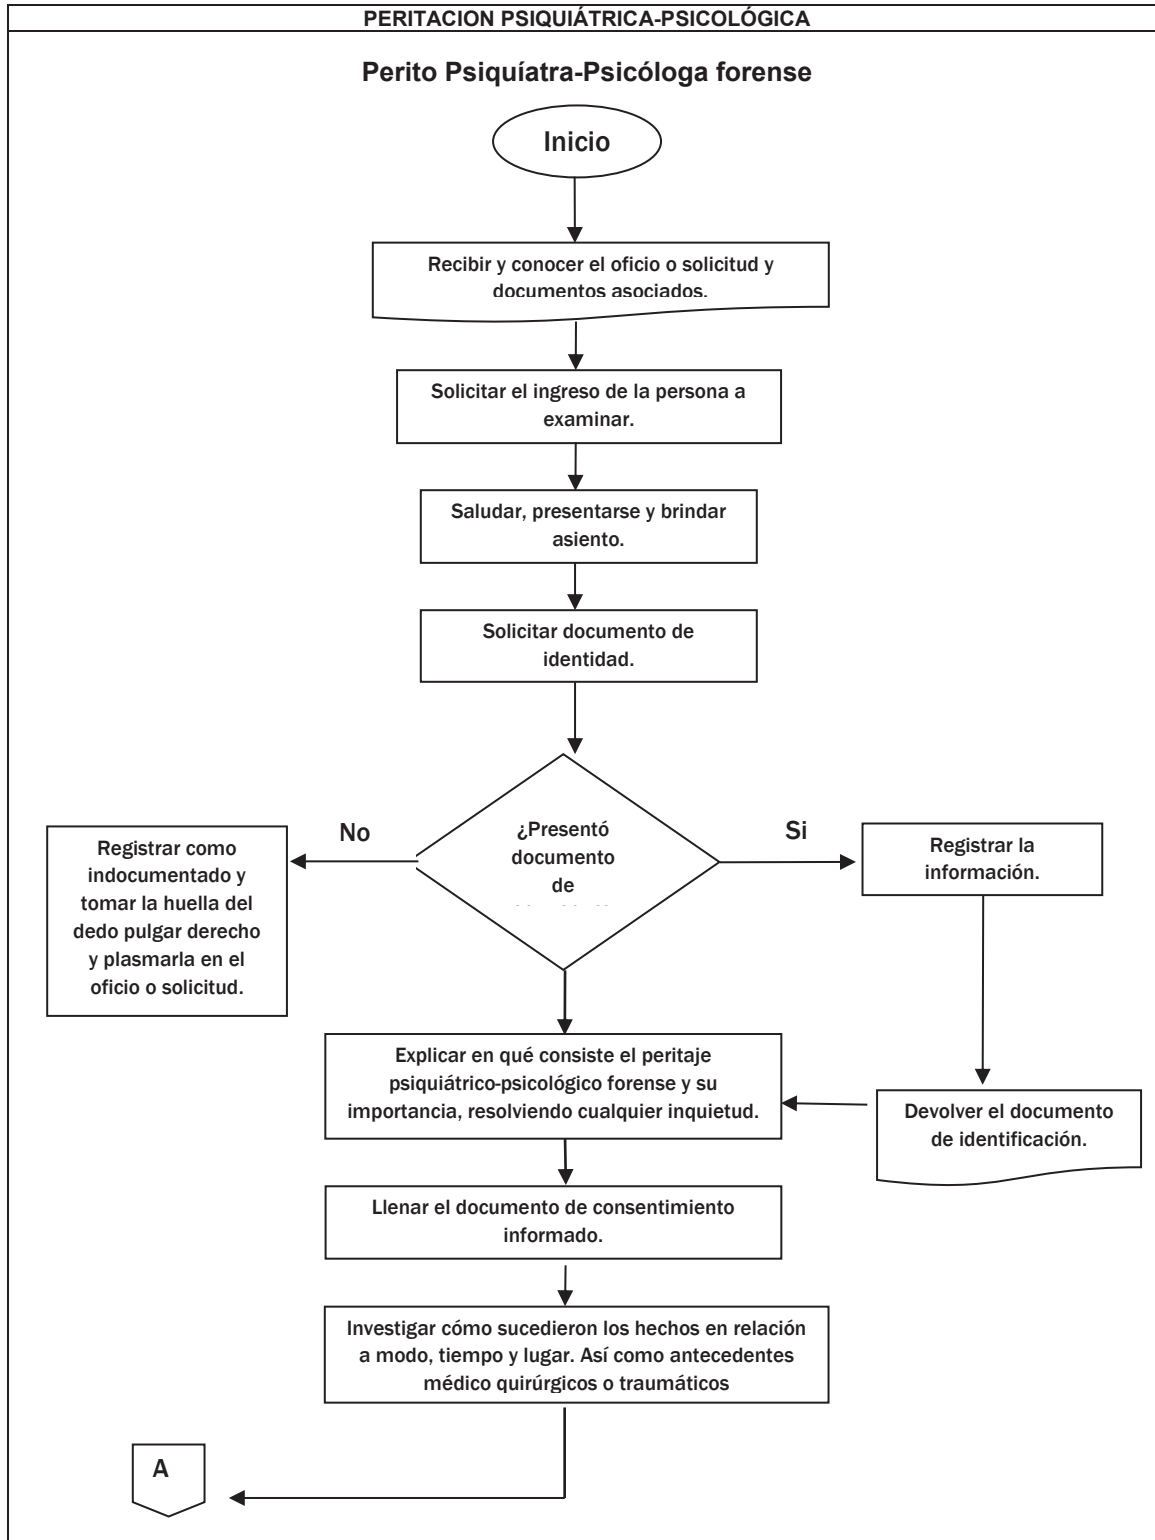 PERITACION PSIQUIÁTRICA-PSICOLÓGICA
Perito Psiquíatra-Psicóloga forense
Inicio
Recibir y conocer el oficio o solicitud y
documentos asociados.
Solicitar el ingreso de la persona a
examinar.
Saludar, presentarse y brindar
asiento.
Solicitar documento de
identidad.
¿Presentó
documento
de
No
Si
Registrar como
indocumentado y
tomar la huella del
dedo pulgar derecho
y plasmarla en el
oficio o solicitud.
Registrar la
información.
Explicar en qué consiste el peritaje
psiquiátrico-psicológico forense y su
importancia, resolviendo cualquier inquietud.
Devolver el documento
de identificación.
Llenar el documento de consentimiento
informado.
Investigar cómo sucedieron los hechos en relación
a modo, tiempo y lugar. Así como antecedentes
médico quirúrgicos o traumáticos
A